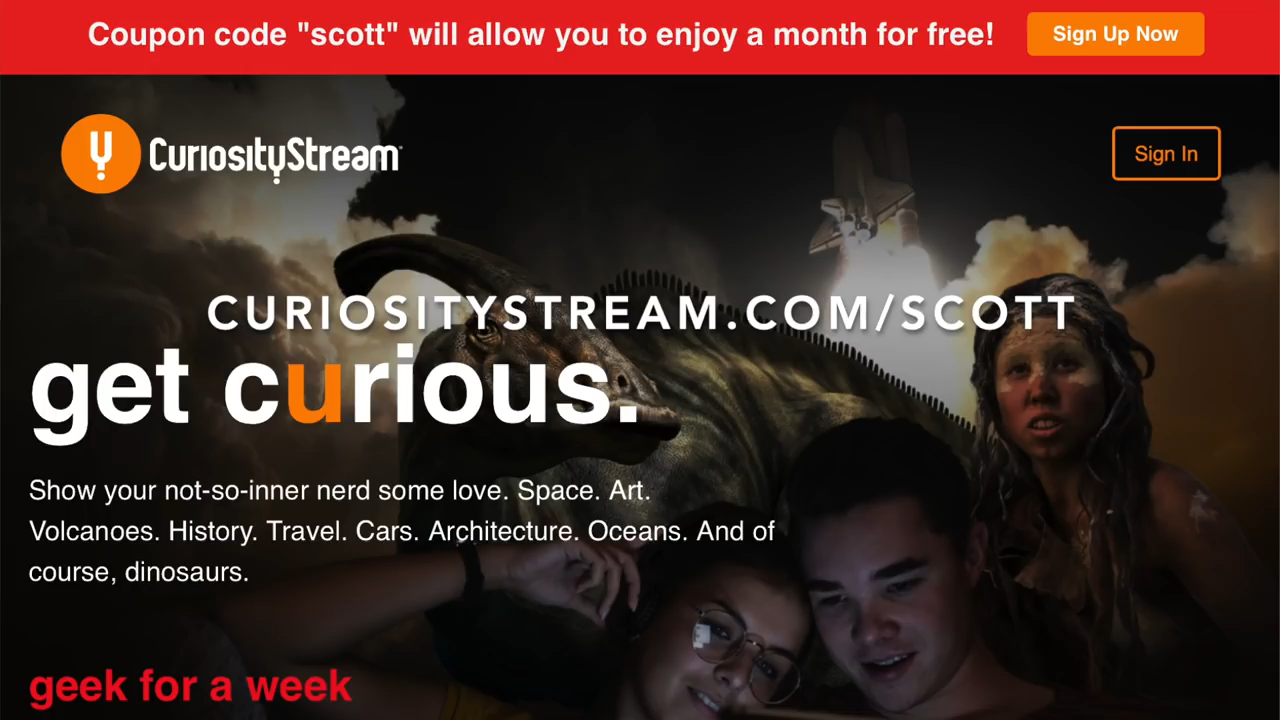 Coupon code "scott" will allow you to enjoy a month for free!
Sign Up Now
CuriosityStream
Sign In
CURIOSITYSTREAM.COM/SCOTT
get curious.
Show your not-so-inner nerd some love. Space. Art.
Volcanoes. History. Travel. Cars. Architecture. Oceans. And of
course, dinosaurs.
geek for a week